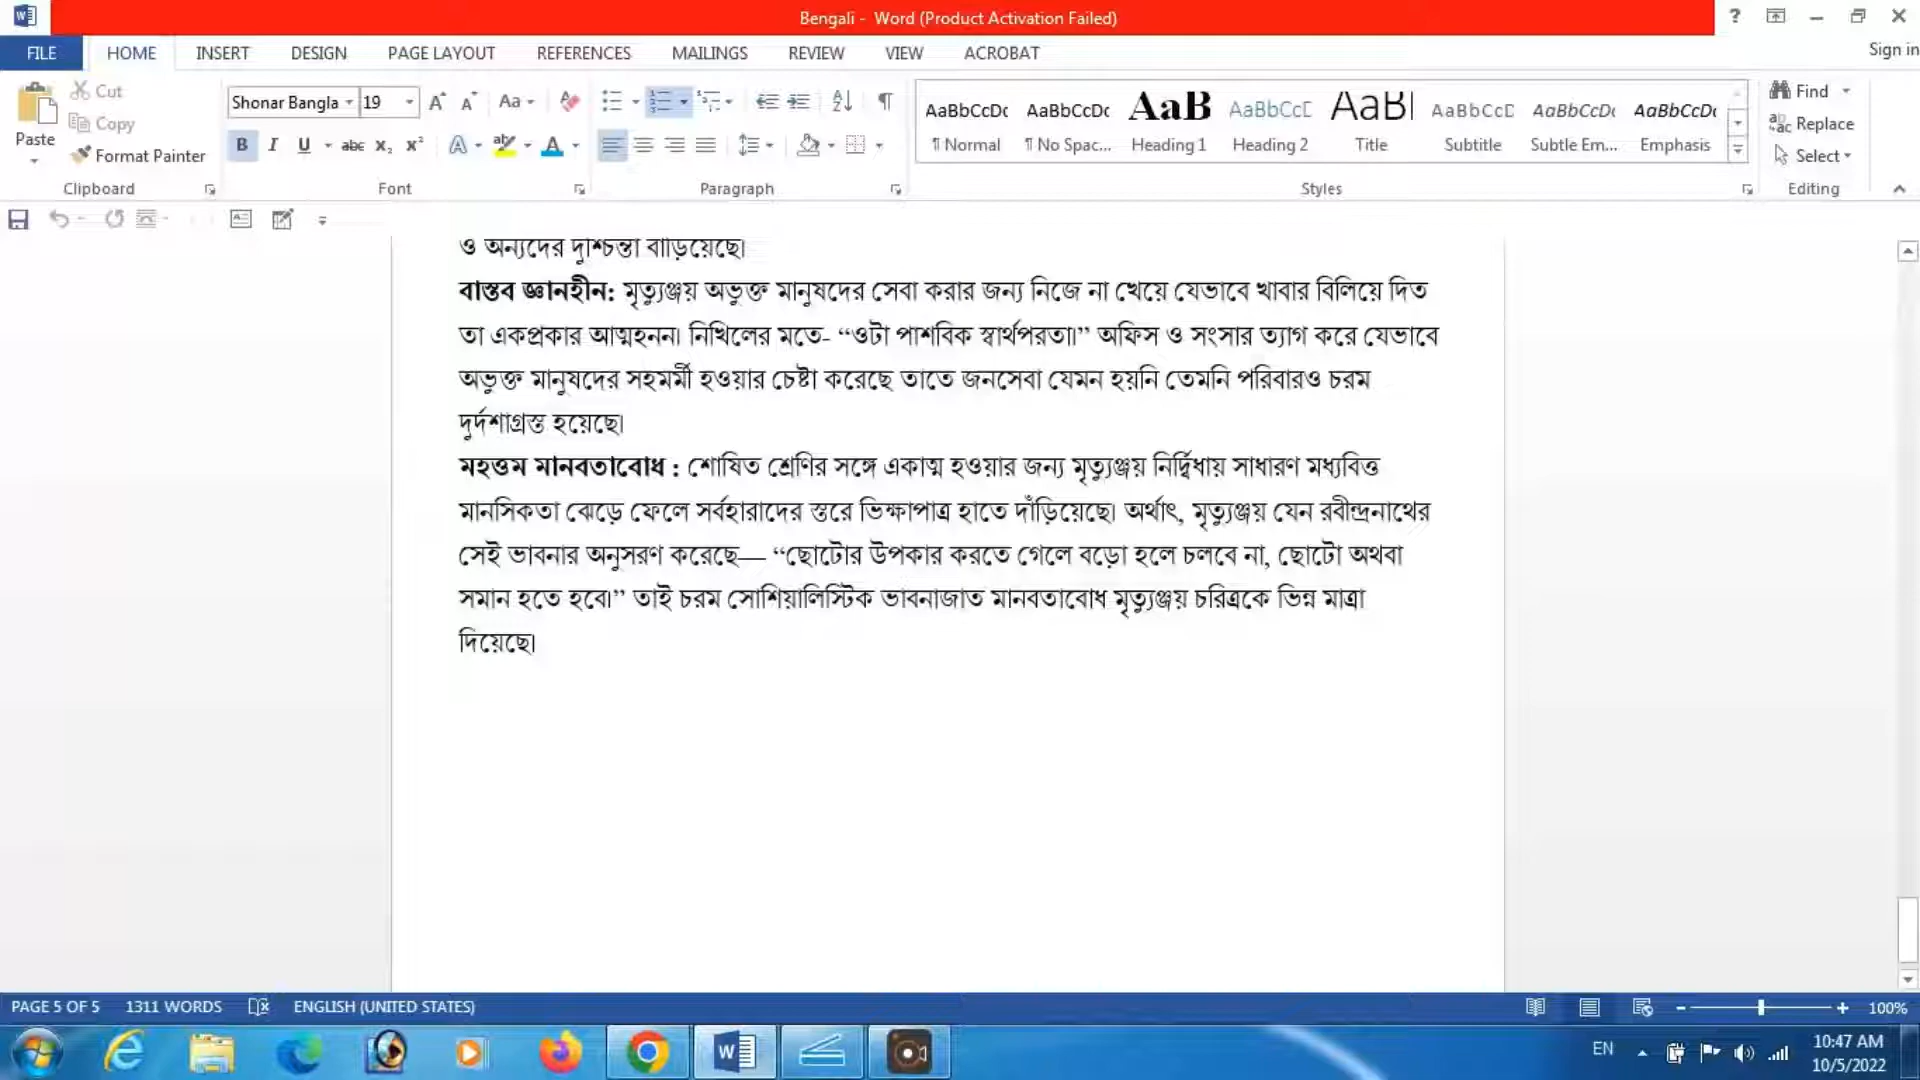 Bengali - Word (Product Activation Failed)
FILE HOME INSERT DESIGN PAGE LAYOUT REFERENCES MAILINGS REVIEW VIEW ACROBAT Sign in
Cut
Copy
Paste
Format Painter
Clipboard
Shonar Bangla 19
Font
Paragraph
AaBbCcDc AaBbCcDc AaB AaBbCcD AaB AaBbCcD AaBbCcDc AaBbCcDc
¶ Normal ¶ No Spac... Heading 1 Heading 2 Title Subtitle Subtle Em... Emphasis
Styles
Find
Replace
Select
Editing
ও অন্যদের দুশ্চিন্তা বাড়িয়েছে।
বাস্তব জ্ঞানহীন: মৃত্যুঞ্জয় অভুক্ত মানুষদের সেবা করার জন্য নিজে না খেয়ে যেভাবে খাবার বিলিয়ে দিত
তা একপ্রকার আত্মহনন। নিখিলের মতে- “ওটা পাশবিক স্বার্থপরতা।” অফিস ও সংসার ত্যাগ করে যেভাবে
অভুক্ত মানুষদের সহমর্মী হওয়ার চেষ্টা করেছে তাতে জনসেবা যেমন হয়নি তেমনি পরিবারও চরম
দুর্দশাগ্রস্ত হয়েছে।
মহত্তম মানবতাবোধ : শোষিত শ্রেণির সঙ্গে একাত্ম হওয়ার জন্য মৃত্যুঞ্জয় নির্দ্বিধায় সাধারণ মধ্যবিত্ত
মানসিকতা ঝেড়ে ফেলে সর্বহারাদের স্তরে ভিক্ষাপাত্র হাতে দাঁড়িয়েছে। অর্থাৎ, মৃত্যুঞ্জয় যেন রবীন্দ্রনাথের
সেই ভাবনার অনুসরণ করেছে— “ছোটোর উপকার করতে গেলে বড়ো হলে চলবে না, ছোটো অথবা
সমান হতে হবে।” তাই চরম সোশিয়ালিস্টিক ভাবনাজাত মানবতাবোধ মৃত্যুঞ্জয় চরিত্রকে ভিন্ন মাত্রা
দিয়েছে।
PAGE 5 OF 5 1311 WORDS ENGLISH (UNITED STATES) 100%
EN 10:47 AM
10/5/2022